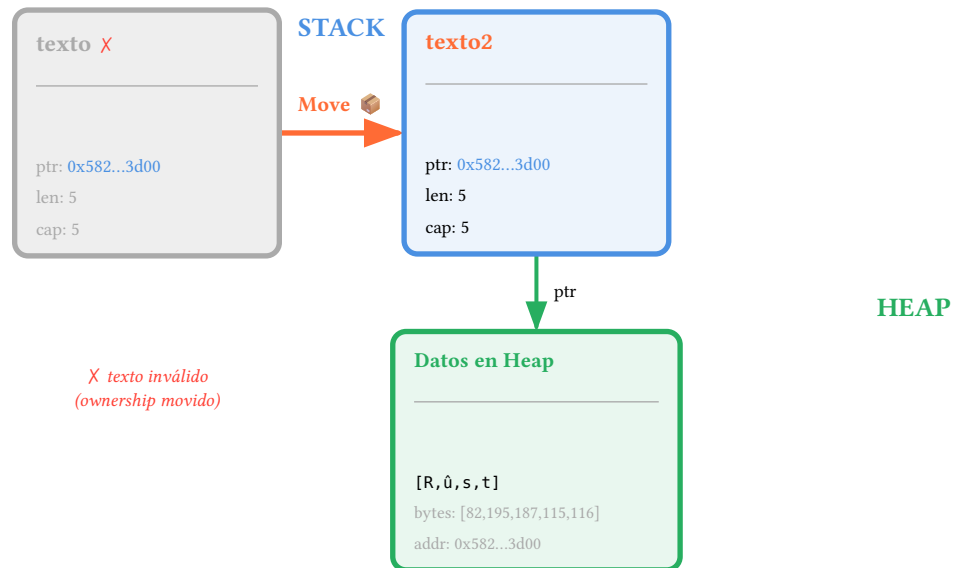 STACK
texto ✗
texto2
Move 📦
ptr: 0x582...3d00
len: 5
cap: 5
ptr: 0x582...3d00
len: 5
cap: 5
ptr
HEAP
✗ texto inválido
(ownership movido)
Datos en Heap
[R,û,s,t]
bytes: [82,195,187,115,116]
addr: 0x582...3d00